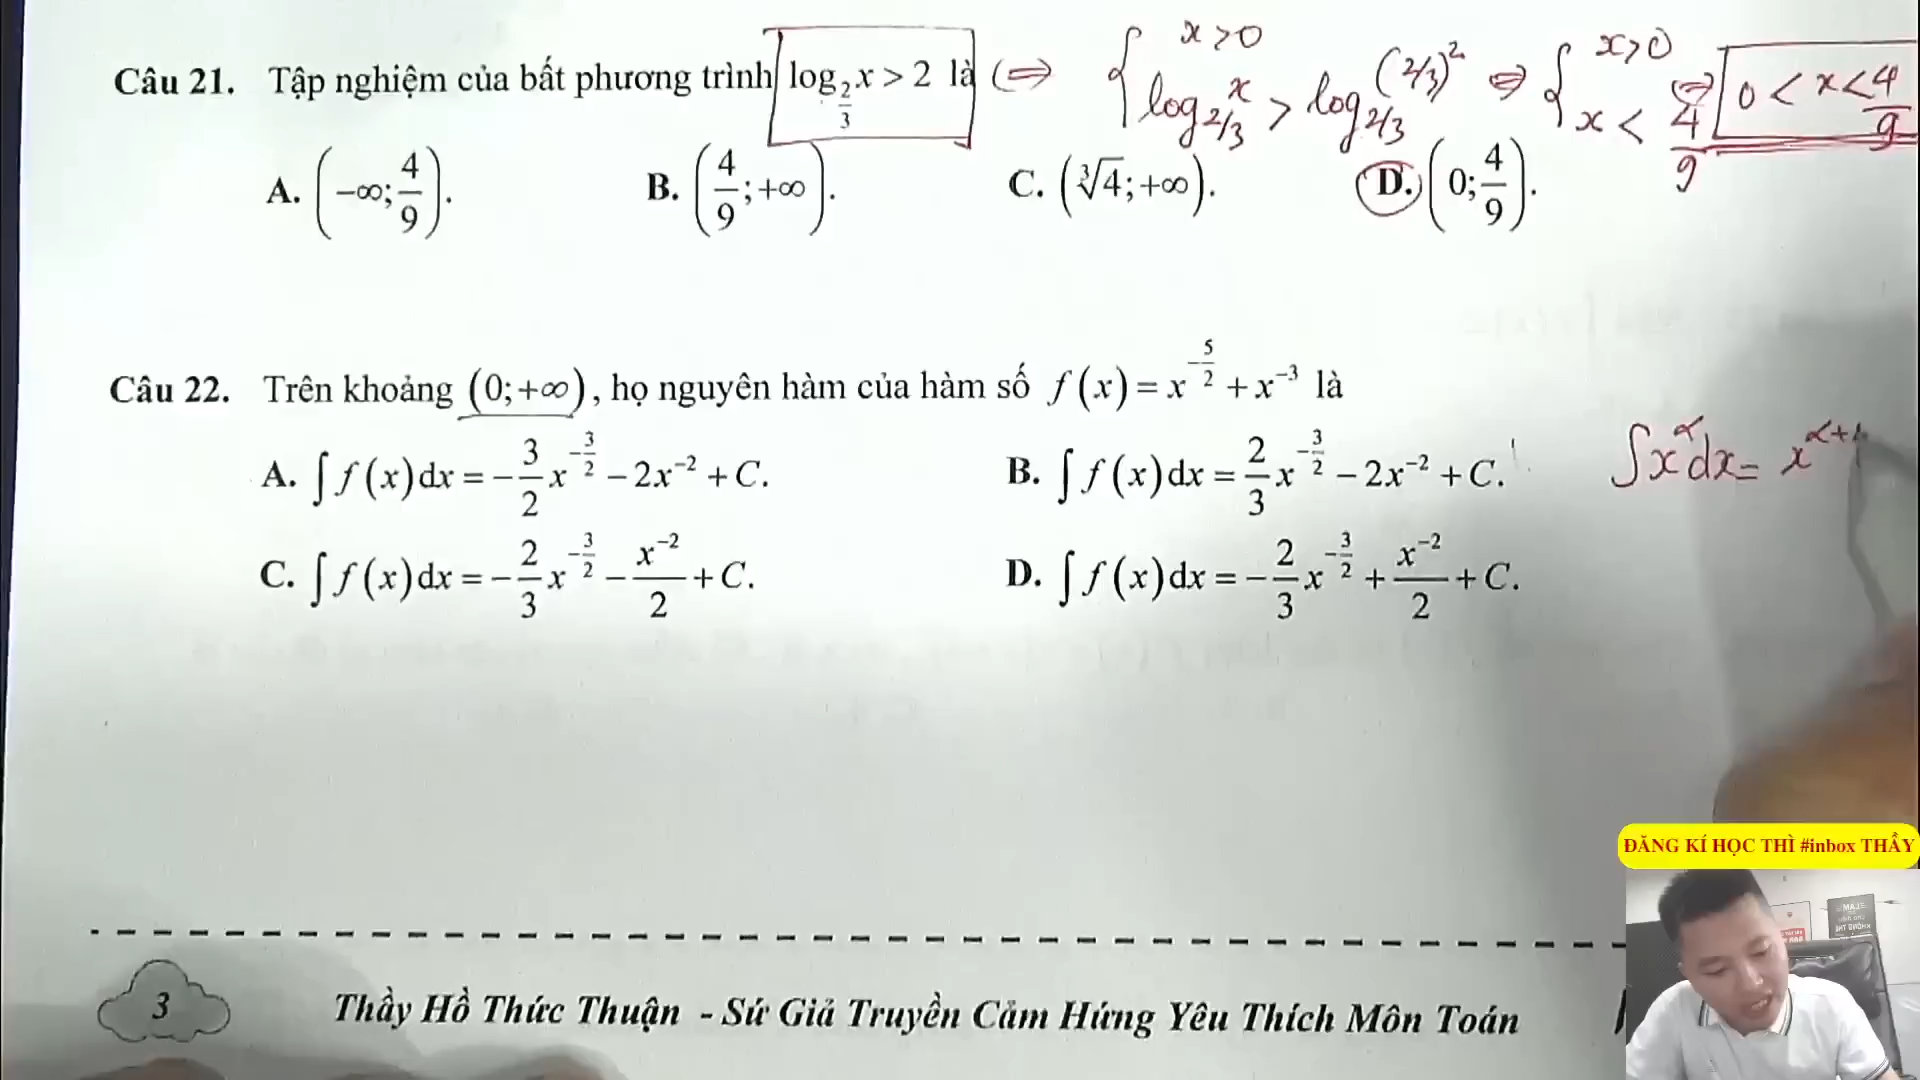 Câu 21. Tập nghiệm của bất phương trình log_{2/3} x > 2 là ⇔ { x > 0 ; log_{2/3} x > log_{2/3} (2/3)^2 ⇔ { x > 0 ; x < 4/9 ⇔ 0 < x < 4/9
A. (−∞; 4/9). B. (4/9; +∞). C. (∛4; +∞). D. (0; 4/9).
Câu 22. Trên khoảng (0; +∞), họ nguyên hàm của hàm số f(x) = x^{−5/2} + x^{−3} là
A. ∫ f(x)dx = −3/2 x^{−3/2} − 2x^{−2} + C. B. ∫ f(x)dx = 2/3 x^{−3/2} − 2x^{−2} + C. ∫ x^α dx = x^{α+1}
C. ∫ f(x)dx = −2/3 x^{−3/2} − x^{−2}/2 + C. D. ∫ f(x)dx = −2/3 x^{−3/2} + x^{−2}/2 + C.
ĐĂNG KÍ HỌC THÌ #inbox THẦY
3 Thầy Hồ Thức Thuận - Sứ Giả Truyền Cảm Hứng Yêu Thích Môn Toán